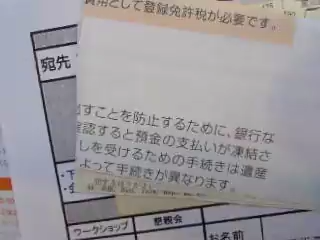 費用として登録免許税が必要です。
宛先
出すことを防止するために、銀行な
確認すると預金の支払いが凍結さ
しを受けるための手続きは遺産
よって手続きが異なります。
ワークショップ
懇親会
お名前